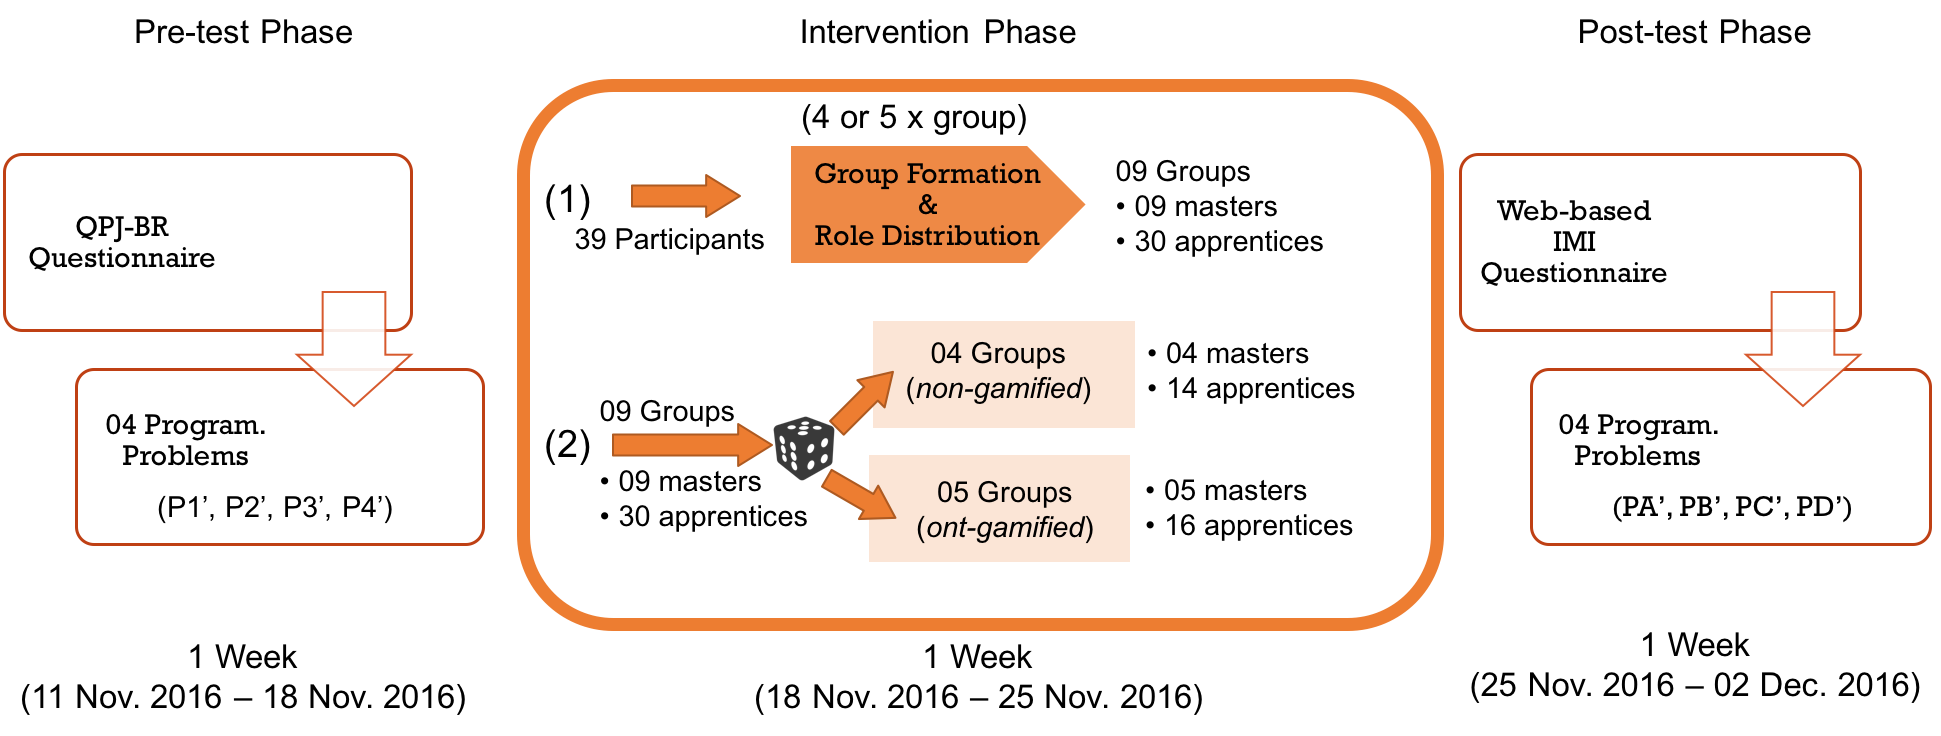 Pre-test Phase
Intervention Phase
Post-test Phase
QPJ-BR
Questionnaire
04 Program.
Problems
(P1’, P2’, P3’, P4’)
1 Week
(11 Nov. 2016 – 18 Nov. 2016)
(4 or 5 x group)
(1)
39 Participants
Group Formation
&
Role Distribution
09 Groups
• 09 masters
• 30 apprentices
(2)
09 Groups
• 09 masters
• 30 apprentices
04 Groups
(non-gamified)
• 04 masters
• 14 apprentices
05 Groups
(ont-gamified)
• 05 masters
• 16 apprentices
1 Week
(18 Nov. 2016 – 25 Nov. 2016)
Web-based
IMI
Questionnaire
04 Program.
Problems
(PA’, PB’, PC’, PD’)
1 Week
(25 Nov. 2016 – 02 Dec. 2016)